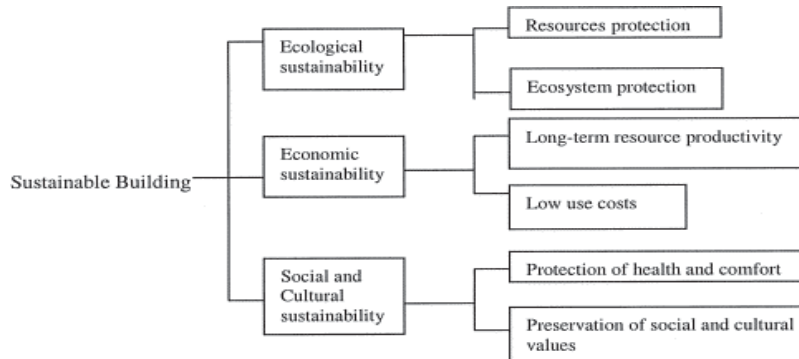 Resources protection
Ecological
sustainability
Ecosystem protection
Long-term resource productivity
Economic
sustainability
Sustainable Building
Low use costs
Protection of health and comfort
Social and
Cultural
sustainability
Preservation of social and cultural
values